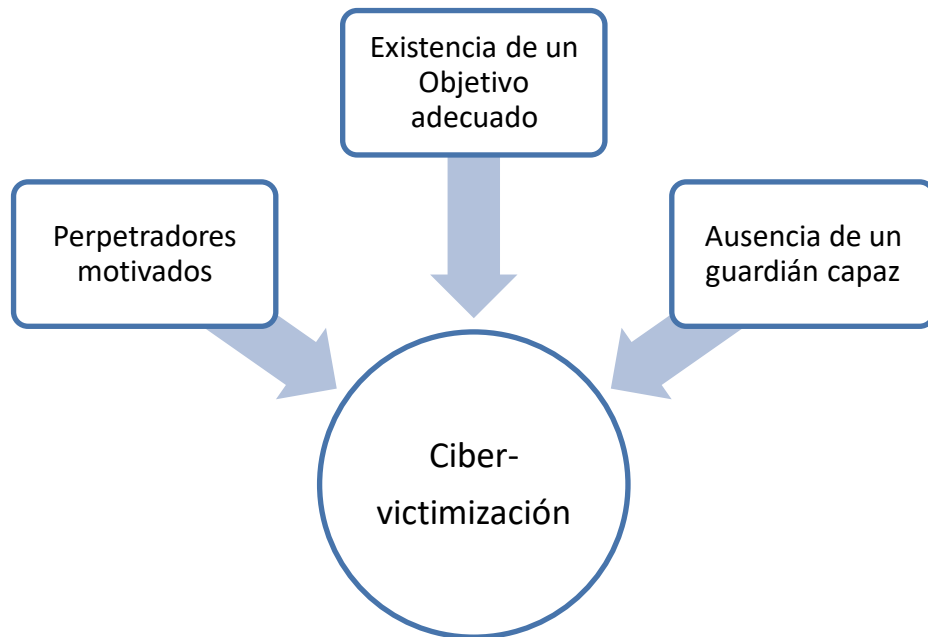 Existencia de un
Objetivo
adecuado
Perpetradores
motivados
Ausencia de un
guardián capaz
Ciber-
victimización